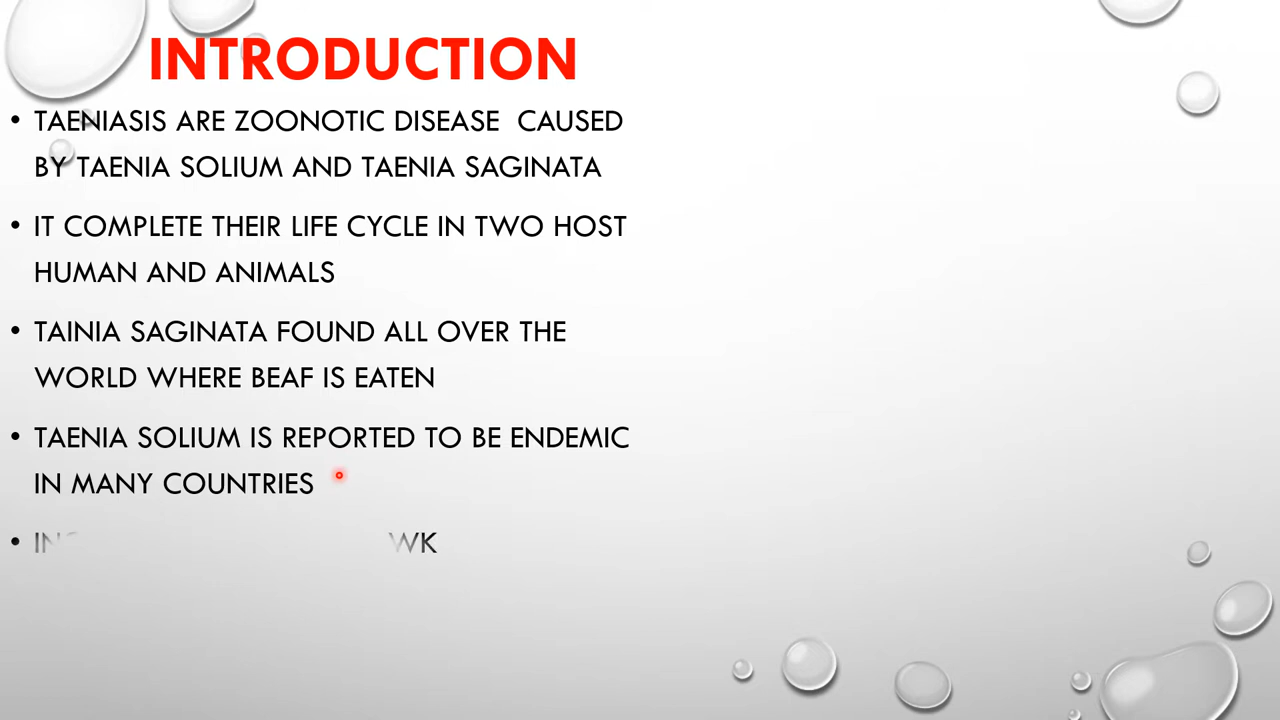 INTRODUCTION
• TAENIASIS ARE ZOONOTIC DISEASE CAUSED
BY TAENIA SOLIUM AND TAENIA SAGINATA
• IT COMPLETE THEIR LIFE CYCLE IN TWO HOST
HUMAN AND ANIMALS
• TAINIA SAGINATA FOUND ALL OVER THE
WORLD WHERE BEAF IS EATEN
• TAENIA SOLIUM IS REPORTED TO BE ENDEMIC
IN MANY COUNTRIES
• WK